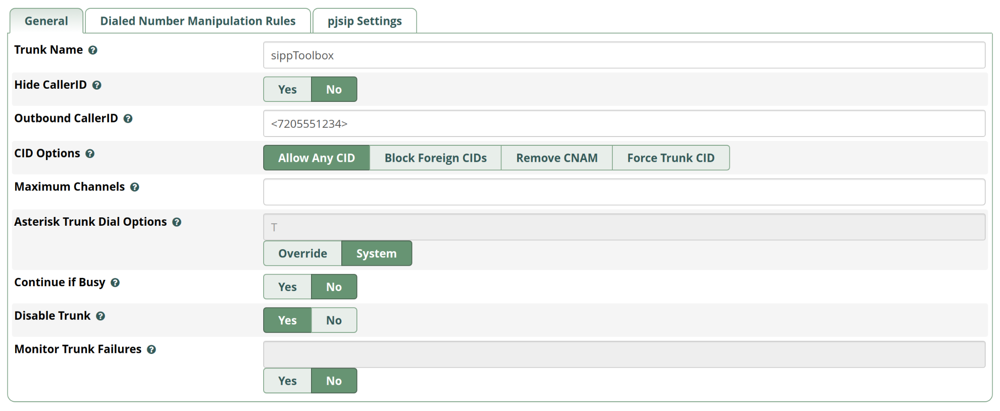 General Dialed Number Manipulation Rules pjsip Settings
Trunk Name ? sippToolbox
Hide CallerID ? Yes No
Outbound CallerID ? <7205551234>
CID Options ? Allow Any CID Block Foreign CIDs Remove CNAM Force Trunk CID
Maximum Channels ?
Asterisk Trunk Dial Options ? T
Override System
Continue if Busy ? Yes No
Disable Trunk ? Yes No
Monitor Trunk Failures ?
Yes No